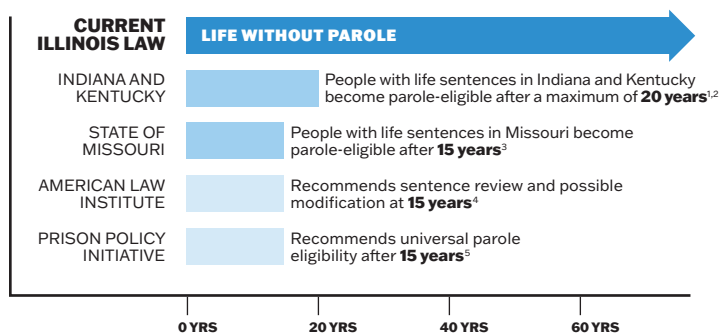 CURRENT
ILLINOIS LAW
LIFE WITHOUT PAROLE
INDIANA AND
KENTUCKY
People with life sentences in Indiana and Kentucky
become parole-eligible after a maximum of 20 years¹,²
STATE OF
MISSOURI
People with life sentences in Missouri become
parole-eligible after 15 years³
AMERICAN LAW
INSTITUTE
Recommends sentence review and possible
modification at 15 years⁴
PRISON POLICY
INITIATIVE
Recommends universal parole
eligibility after 15 years⁵
0 YRS
20 YRS
40 YRS
60 YRS